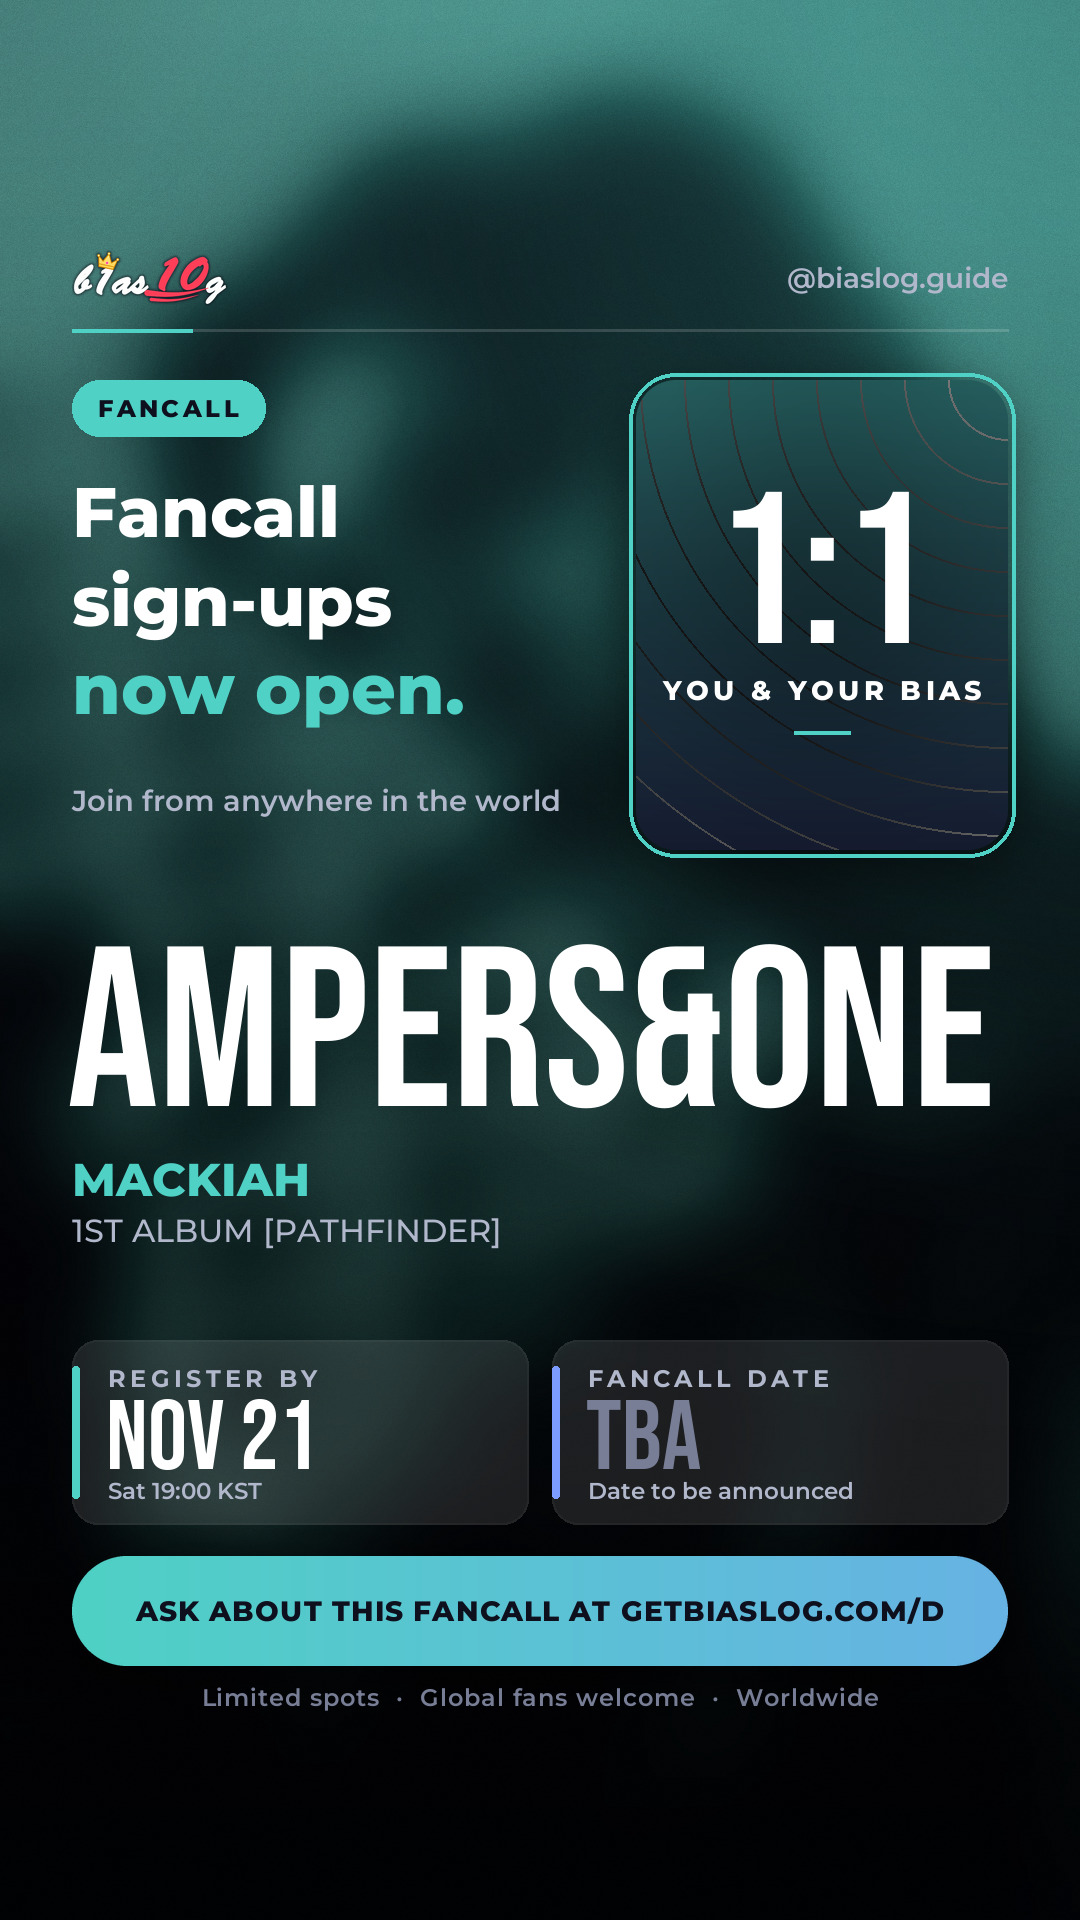 b1as10g
@biaslog.guide
FANCALL
Fancall
sign-ups
now open.
Join from anywhere in the world
1:1
YOU & YOUR BIAS
AMPERS&ONE
MACKIAH
1ST ALBUM [PATHFINDER]
REGISTER BY
NOV 21
Sat 19:00 KST
FANCALL DATE
TBA
Date to be announced
ASK ABOUT THIS FANCALL AT GETBIASLOG.COM/D
Limited spots · Global fans welcome · Worldwide